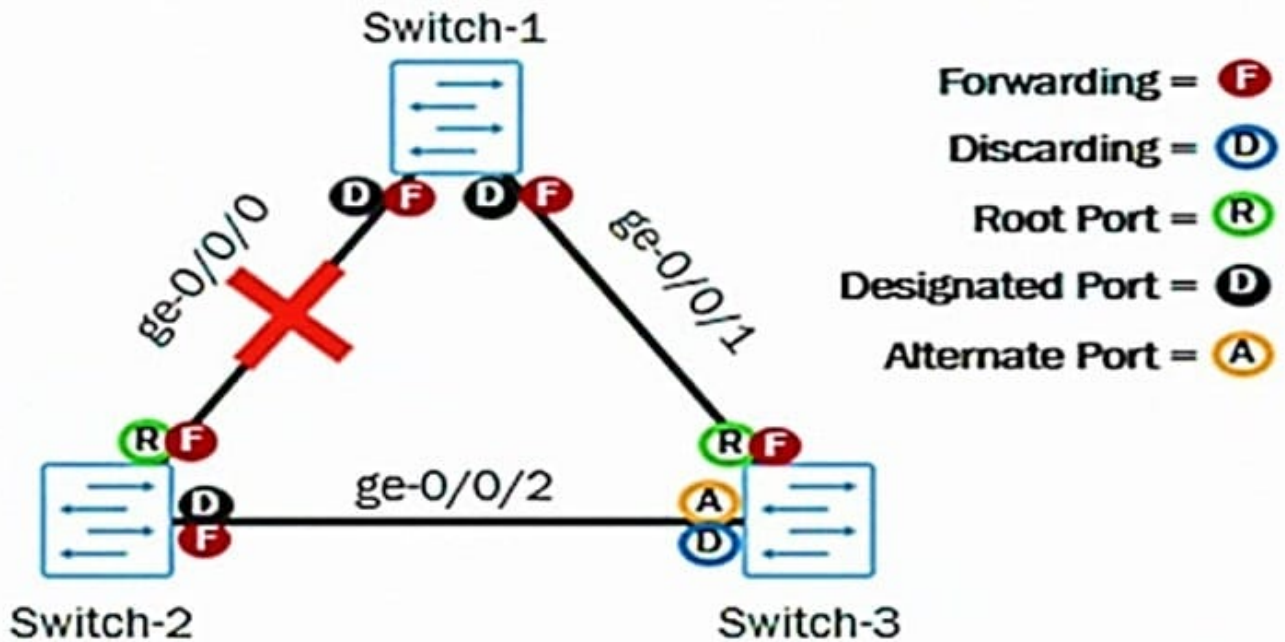 Switch-1
Forwarding = F
Discarding = D
Root Port = R
Designated Port = D
Alternate Port = A
D F D F
ge-0/0/0
ge-0/0/1
R F
R F
ge-0/0/2
D
F
A
D
Switch-2
Switch-3